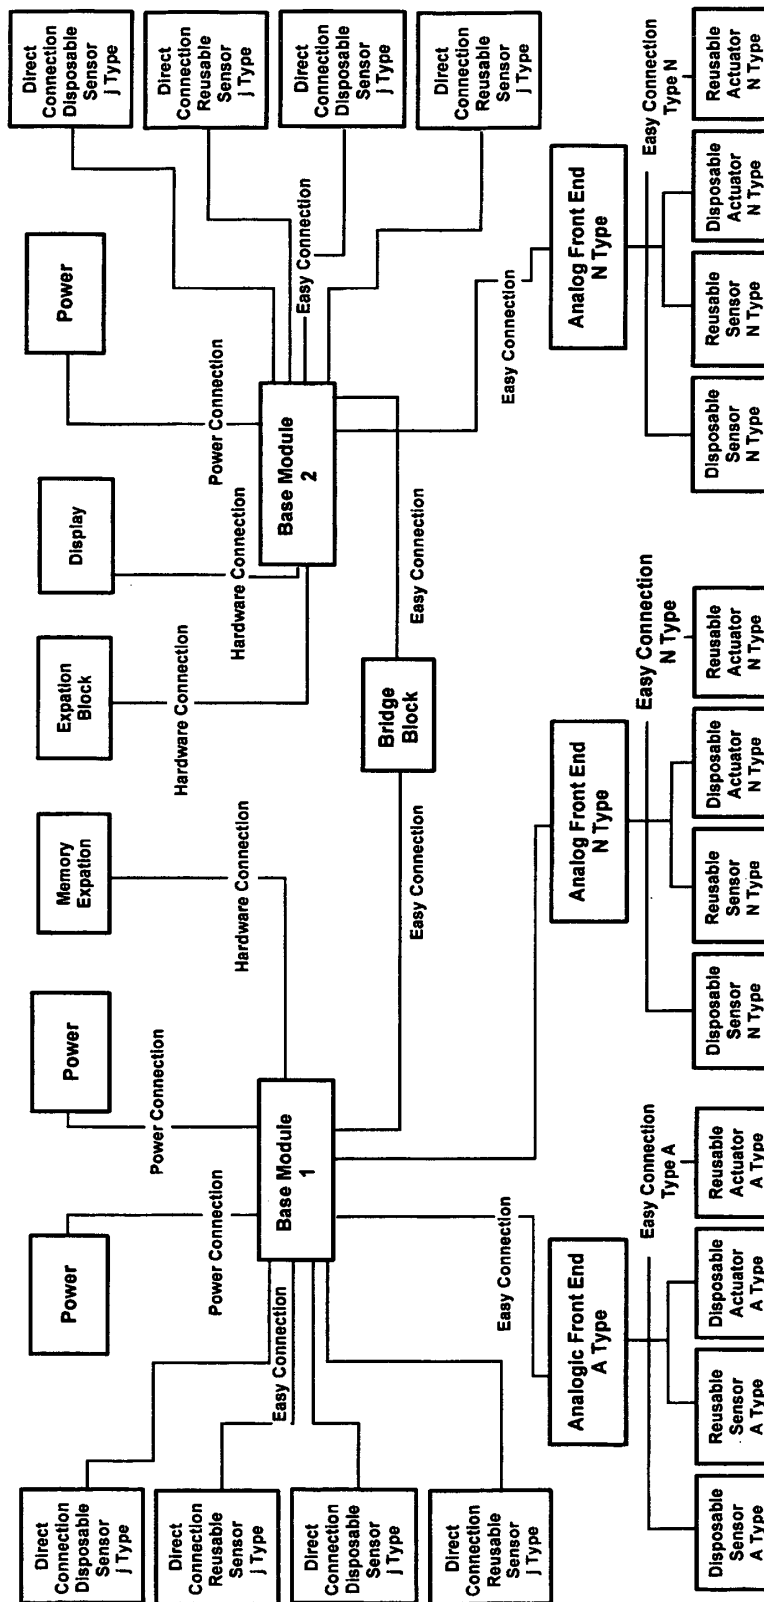 Direct
Connection
Disposable
Sensor
j Type
Direct
Connection
Reusable
Sensor
j Type
Direct
Connection
Disposable
Sensor
j Type
Direct
Connection
Reusable
Sensor
j Type
Easy Connection
Power
Power Connection
Power
Power Connection
Memory
Expation
Hardware Connection
Expation
Block
Hardware Connection
Display
Hardware Connection
Power
Power Connection
Direct
Connection
Disposable
Sensor
j Type
Direct
Connection
Reusable
Sensor
j Type
Direct
Connection
Disposable
Sensor
j Type
Direct
Connection
Reusable
Sensor
j Type
Easy Connection
Base Module
1
Base Module
2
Easy Connection
Bridge
Block
Easy Connection
Easy Connection
Easy Connection
Analogic Front End
A Type
Analog Front End
N Type
Analog Front End
N Type
Easy Connection
Type A
Easy Connection
N Type
Easy Connection
Type N
Disposable
Sensor
A Type
Reusable
Sensor
A Type
Disposable
Actuator
A Type
Reusable
Actuator
A Type
Disposable
Sensor
N Type
Reusable
Sensor
N Type
Disposable
Actuator
N Type
Reusable
Actuator
N Type
Disposable
Sensor
N Type
Reusable
Sensor
N Type
Disposable
Actuator
N Type
Reusable
Actuator
N Type